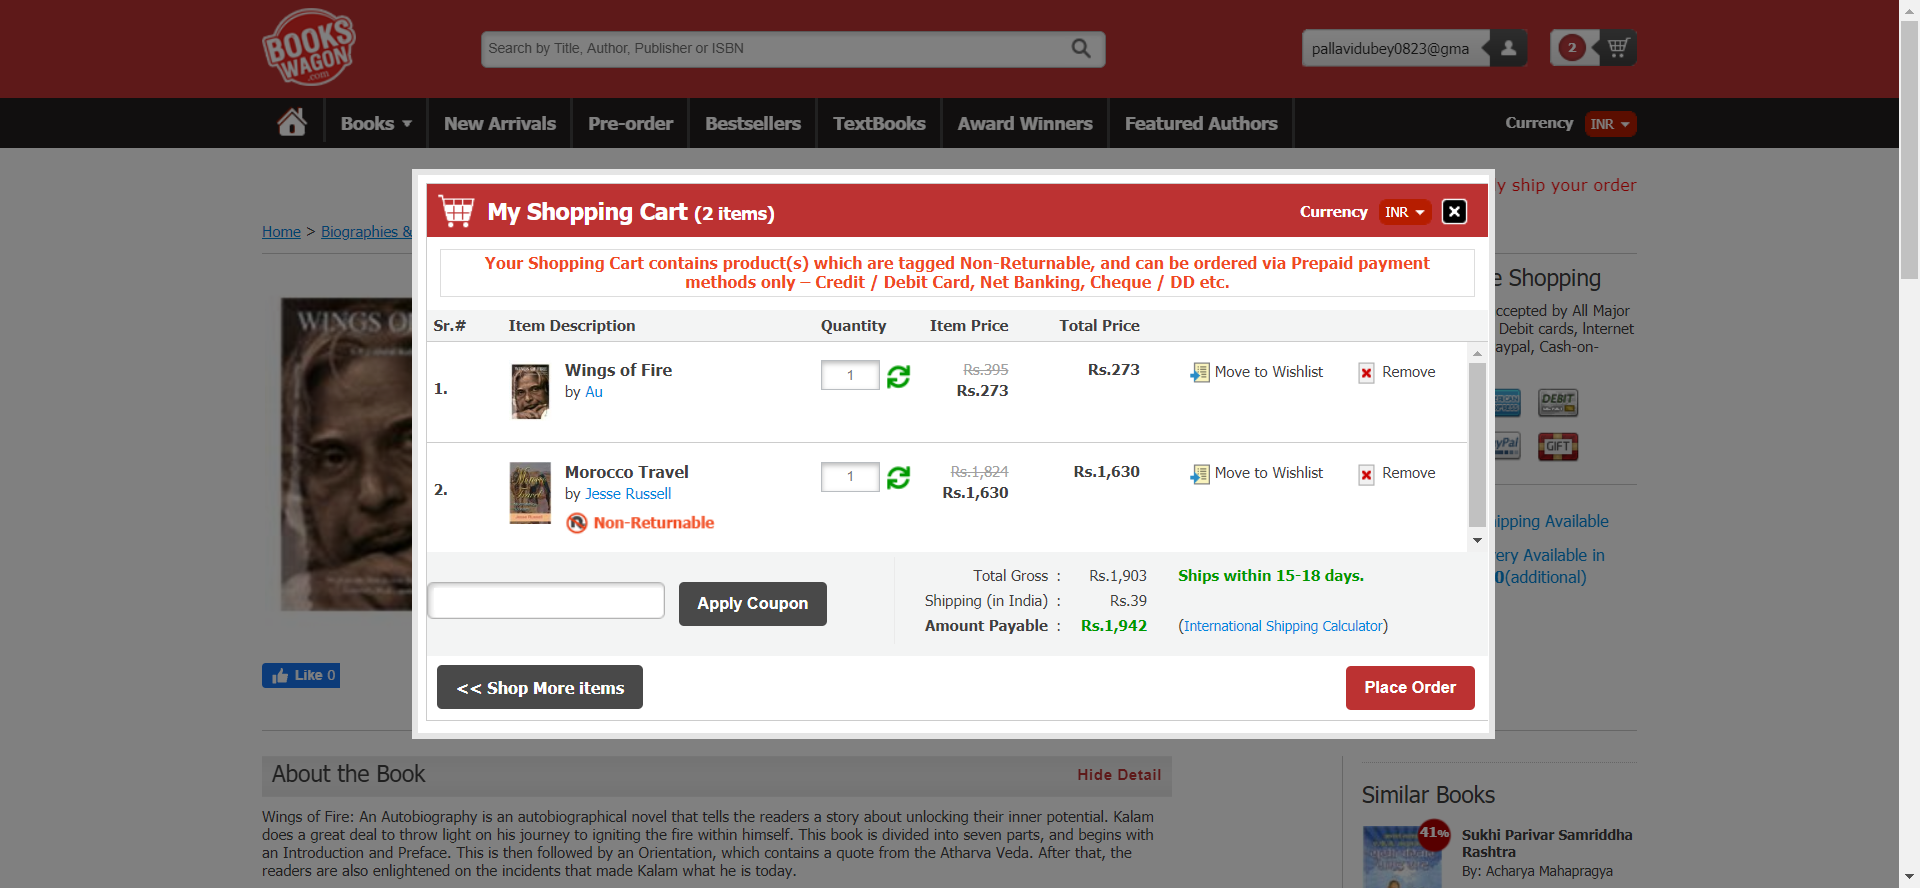 BOOKS
WAGON
.com
Search by Title, Author, Publisher or ISBN
pallavidubey0823@gma
2
Books
New Arrivals
Pre-order
Bestsellers
TextBooks
Award Winners
Featured Authors
Currency
INR
y ship your order
My Shopping Cart (2 items)
Currency
INR
Home > Biographies &
Your Shopping Cart contains product(s) which are tagged Non-Returnable, and can be ordered via Prepaid payment
methods only – Credit / Debit Card, Net Banking, Cheque / DD etc.
e Shopping
ccepted by All Major
Debit cards, Internet
aypal, Cash-on-
Sr.#
Item Description
Quantity
Item Price
Total Price
WINGS OF
1.
WINGS OF FIRE
Wings of Fire
by Au
1
Rs.395
Rs.273
Rs.273
Move to Wishlist
Remove
DEBIT
GIFT
2.
Morocco Travel
by Jesse Russell
Non-Returnable
1
Rs.1,824
Rs.1,630
Rs.1,630
Move to Wishlist
Remove
ipping Available
ery Available in
0(additional)
Apply Coupon
Total Gross :
Rs.1,903
Ships within 15-18 days.
Shipping (in India) :
Rs.39
Amount Payable :
Rs.1,942
(International Shipping Calculator)
Like 0
<< Shop More items
Place Order
About the Book
Hide Detail
Wings of Fire: An Autobiography is an autobiographical novel that tells the readers a story about unlocking their inner potential. Kalam
does a great deal to throw light on his journey to igniting the fire within himself. This book is divided into seven parts, and begins with
an Introduction and Preface. This is then followed by an Orientation, which contains a quote from the Atharva Veda. After that, the
readers are also enlightened on the incidents that made Kalam what he is today.
Similar Books
41%
Sukhi Parivar Samriddha
Rashtra
By: Acharya Mahapragya